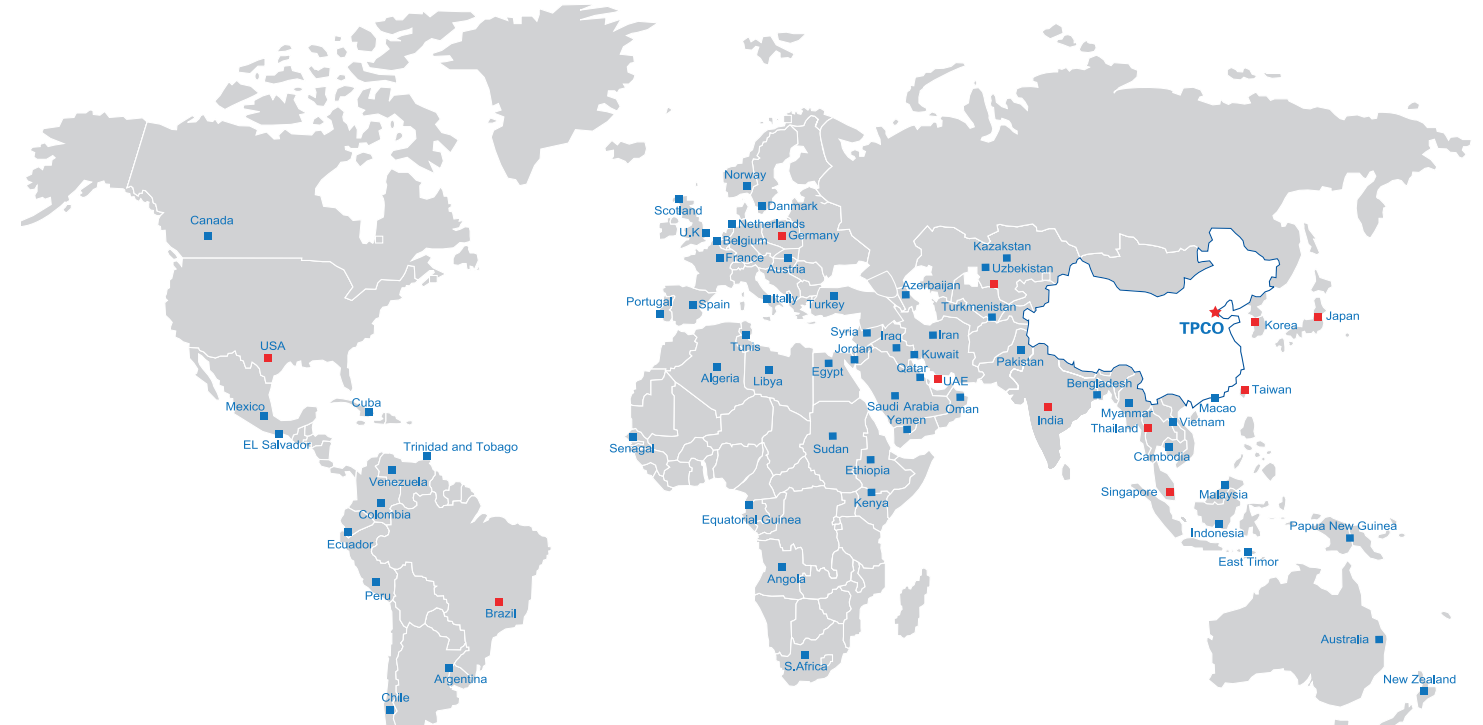 Norway
Scotland
Danmark
Canada
Netherlands
U.K
Germany
Belgium
Kazakstan
France
Austria
Uzbekistan
Azerbaijan
Portugal
Spain
Itally
Turkey
Turkmenistan
Japan
Korea
TPCO
Syria
Iraq
Iran
USA
Tunis
Jordan
Kuwait
Pakistan
Qatar
Algeria
Libya
Egypt
UAE
Bengladesh
Taiwan
Cuba
Mexico
Saudi Arabia
Oman
Macao
Myanmar
Yemen
India
Thailand
Vietnam
EL Salvador
Trinidad and Tobago
Senagal
Sudan
Cambodia
Ethiopia
Venezuela
Singapore
Malaysia
Kenya
Colombia
Equatorial Guinea
Papua New Guinea
Indonesia
Ecuador
East Timor
Angola
Peru
Brazil
Australia
S.Africa
Argentina
New Zealand
Chile